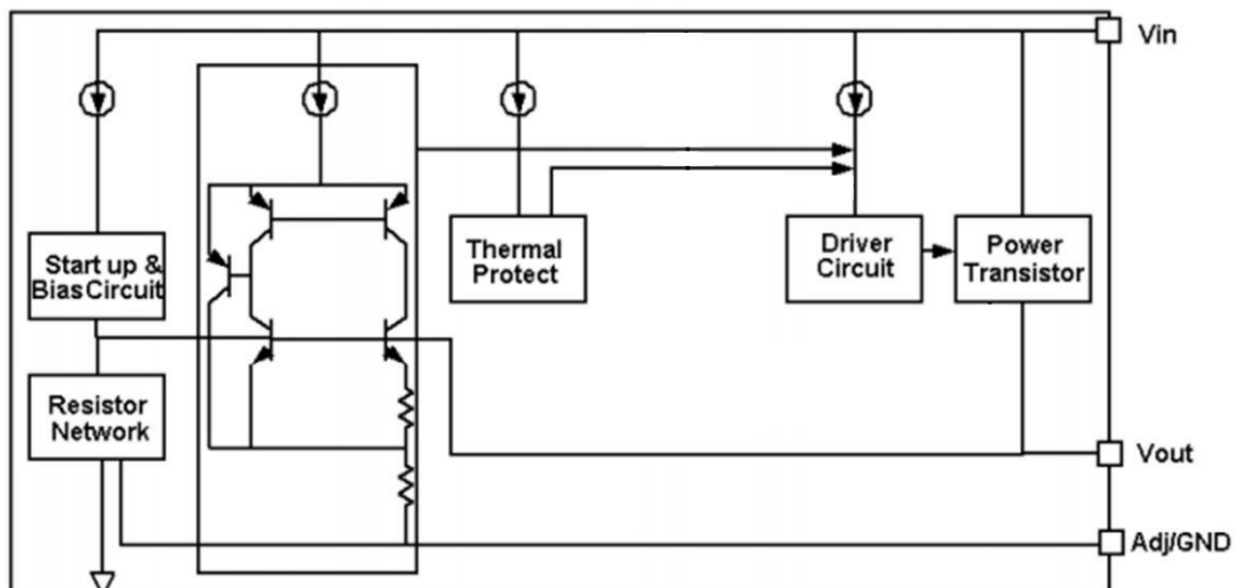 Vin
Start up &
BiasCircuit
Thermal
Protect
Driver
Circuit
Power
Transistor
Resistor
Network
Vout
Adj/GND